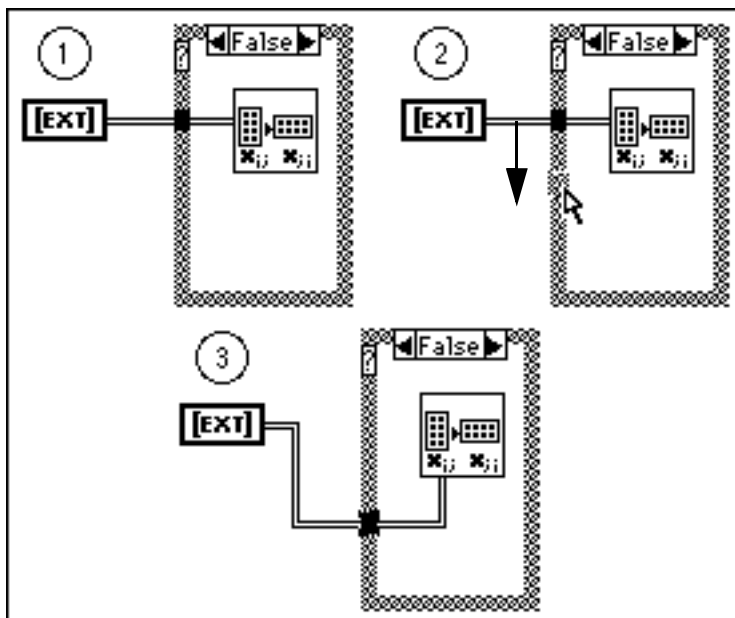 1
? False
[EXT]
x i,j x j,i
2
? False
[EXT]
x i,j x j,i
3
? False
[EXT]
x i,j x j,i